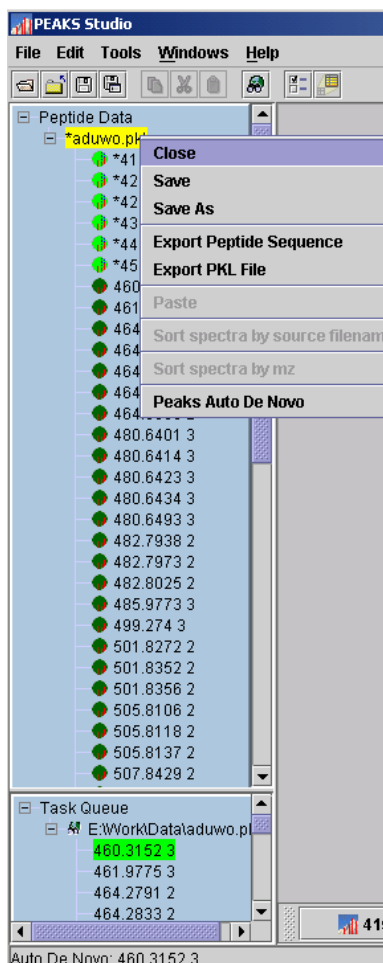 PEAKS Studio
File Edit Tools Windows Help
Peptide Data
*aduwo.pkl
*41
*42
*42
*43
*44
*45
460
461
464
464
464
464
464
Close
Save
Save As
Export Peptide Sequence
Export PKL File
Paste
Sort spectra by source filenam
Sort spectra by mz
Peaks Auto De Novo
480.6401 3
480.6414 3
480.6423 3
480.6434 3
480.6493 3
482.7938 2
482.7973 2
482.8025 2
485.9773 3
499.274 3
501.8272 2
501.8352 2
501.8356 2
505.8106 2
505.8118 2
505.8137 2
507.8429 2
Task Queue
E:\Work\Data\aduwo.pl
460.3152 3
461.9775 3
464.2791 2
464.2833 2
419
Auto De Novo: 460.3152 3